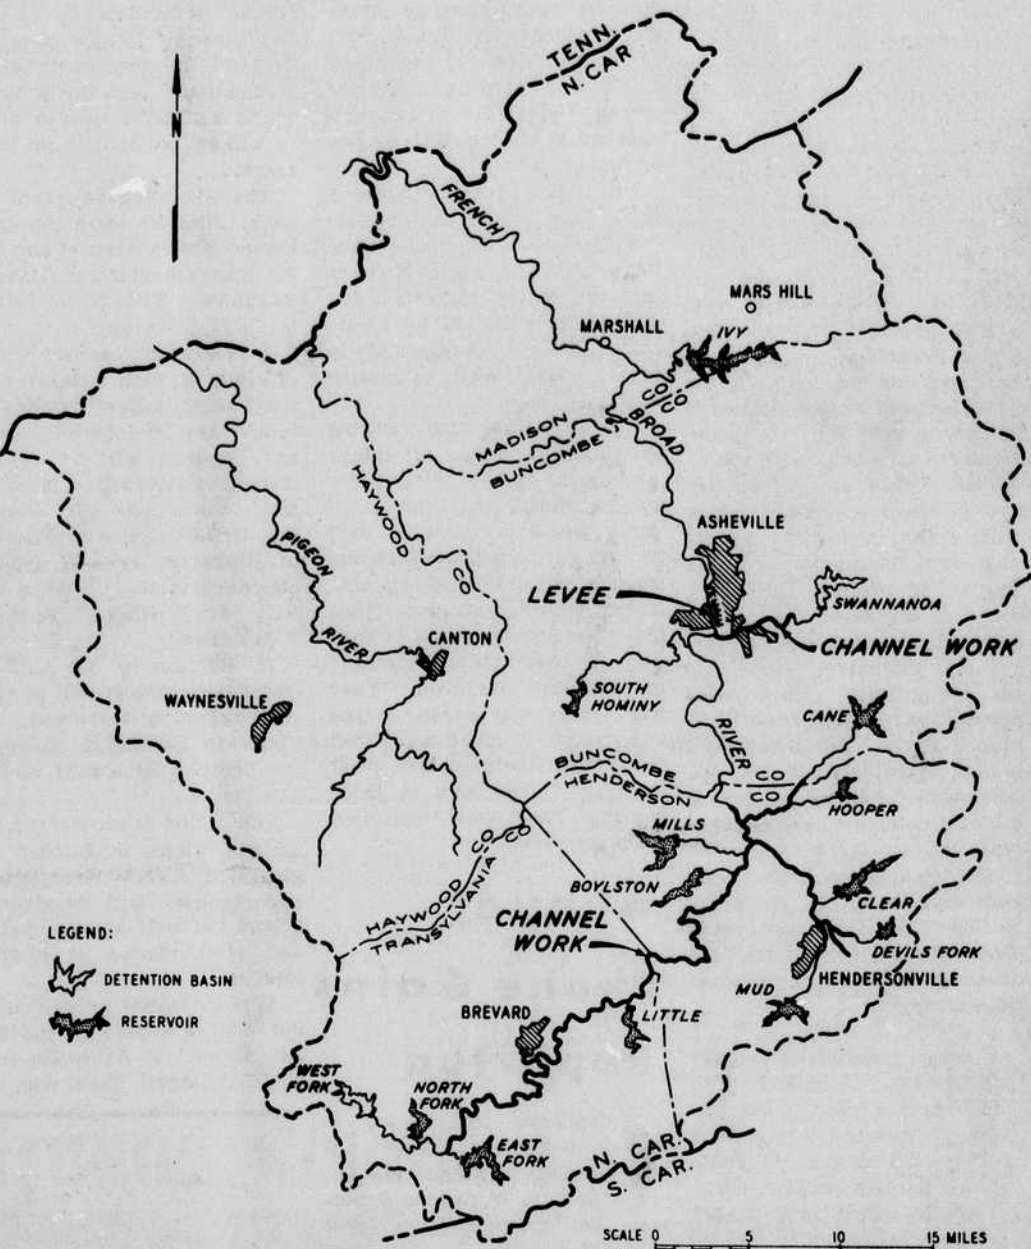 TENN.
N. CAR
N
FRENCH
MARS HILL
MARSHALL
IVY
CO
CO
BROAD
MADISON
BUNCOMBE
HAYWOOD
CO
ASHEVILLE
PIGEON
RIVER
LEVEE
SWANNANOA
CHANNEL WORK
CANTON
WAYNESVILLE
SOUTH
HOMINY
CANE
RIVER
BUNCOMBE
HENDERSON
CO
CO
HOOPER
MILLS
HAYWOOD
TRANSYLVANIA
CO
CO
BOYLSTON
CLEAR
CHANNEL
WORK
DEVILS FORK
HENDERSONVILLE
MUD
LEGEND:
DETENTION BASIN
RESERVOIR
BREVARD
LITTLE
WEST
FORK
NORTH
FORK
EAST
FORK
N. CAR.
S. CAR.
SCALE 0 5 10 15 MILES